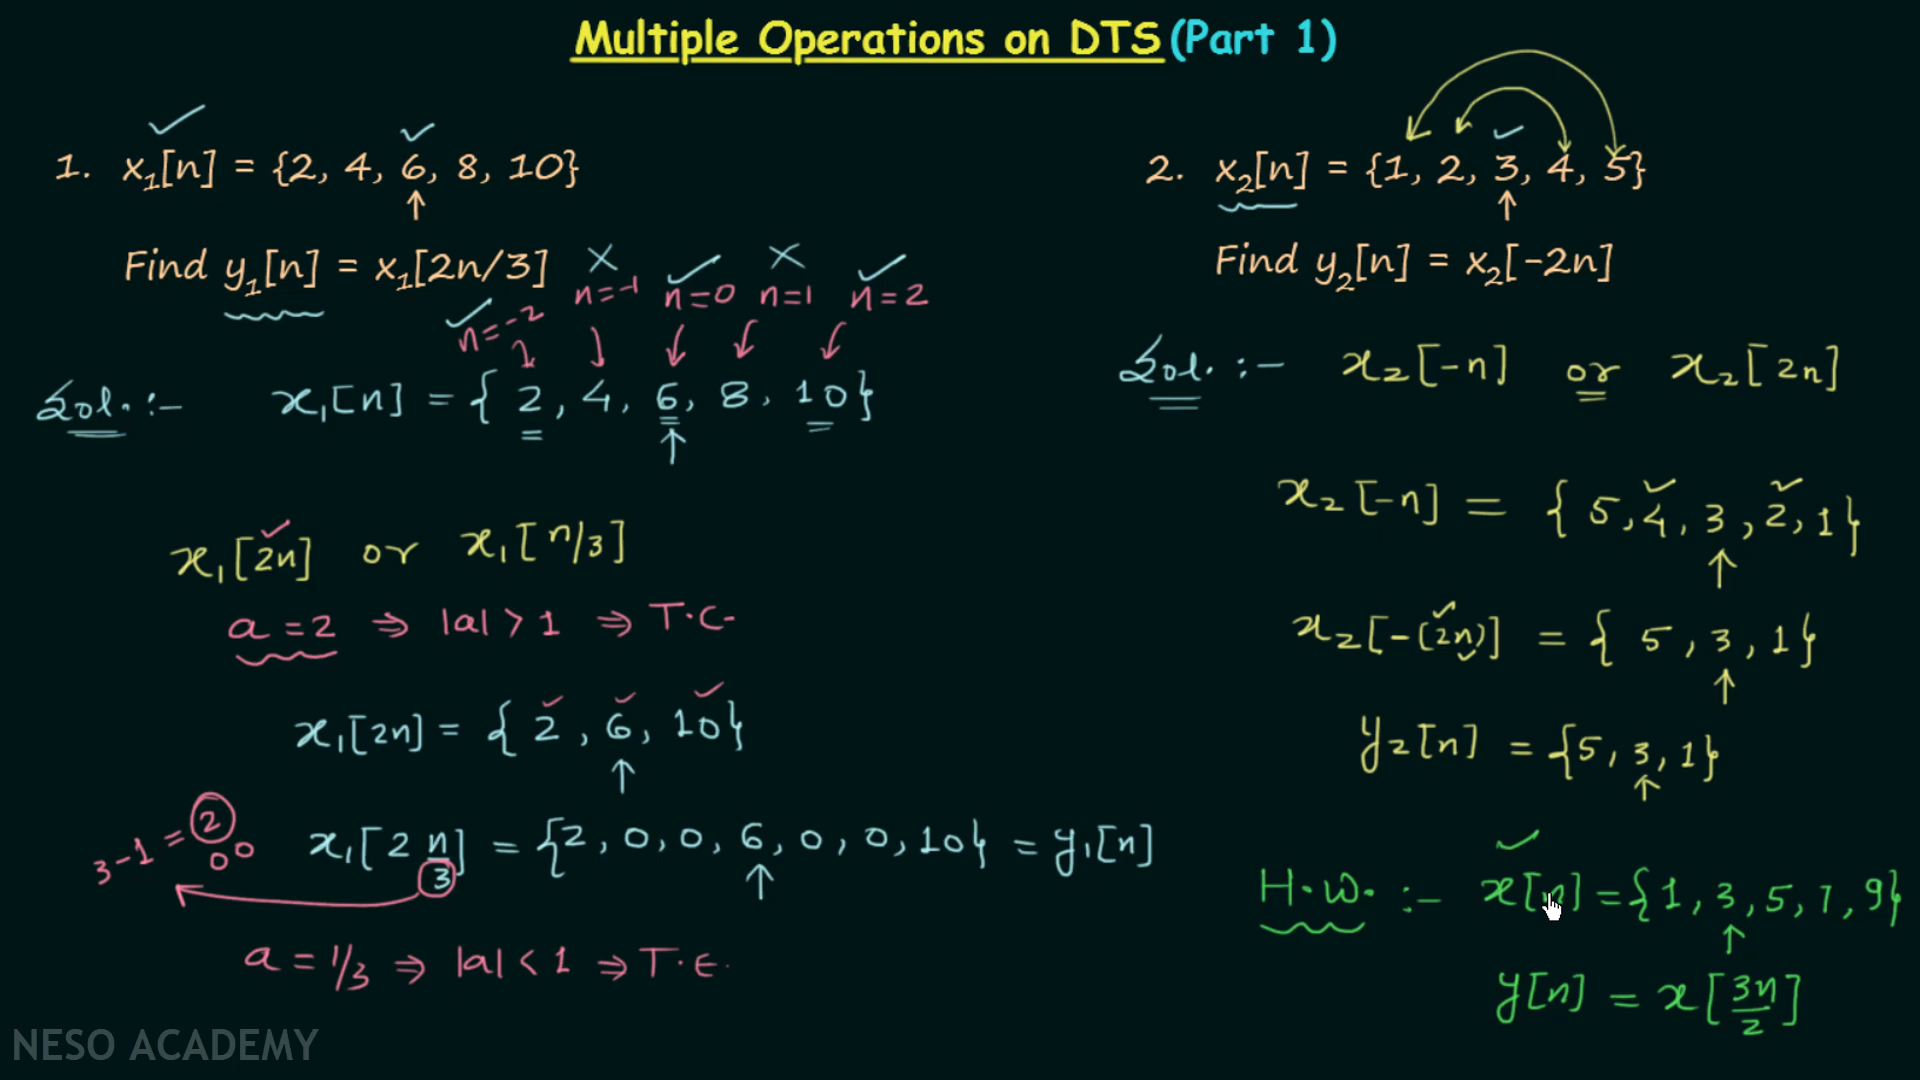 Multiple Operations on DTS (Part 1)
1. x₁[n] = {2, 4, 6, 8, 10}
↑
Find y₁[n] = x₁[2n/3]
n=-2 n=-1 n=0 n=1 n=2
Sol. :- x₁[n] = { 2, 4, 6, 8, 10}
↑
x₁[2n] or x₁[n/3]
a = 2 ⇒ |a| > 1 ⇒ T.C.
x₁[2n] = { 2, 6, 10}
↑
3-1 = 2
0 0
x₁[2 n/3] = {2, 0, 0, 6, 0, 0, 10} = y₁[n]
↑
a = 1/3 ⇒ |a| < 1 ⇒ T.E.
2. x₂[n] = {1, 2, 3, 4, 5}
↑
Find y₂[n] = x₂[-2n]
Sol. :- x₂[-n] or x₂[2n]
x₂[-n] = { 5, 4, 3, 2, 1}
↑
x₂[-(2n)] = { 5, 3, 1}
↑
y₂[n] = {5, 3, 1}
↑
H.W. :- x[n] = {1, 3, 5, 7, 9}
↑
y[n] = x[3n/2]
NESO ACADEMY